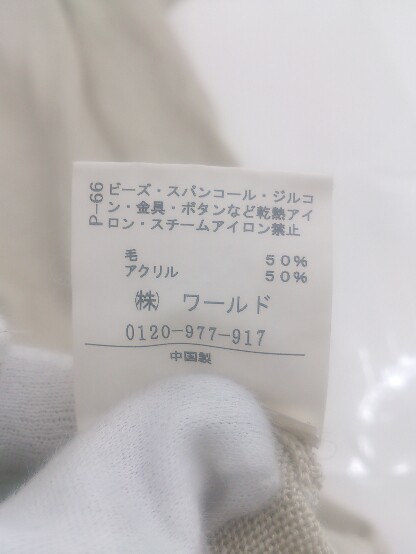 P-66
ビーズ・スパンコール・ジルコ
ン・金具・ボタンなど乾熱アイ
ロン・スチームアイロン禁止
毛 50%
アクリル 50%
㈱ ワールド
0120-977-917
中国製